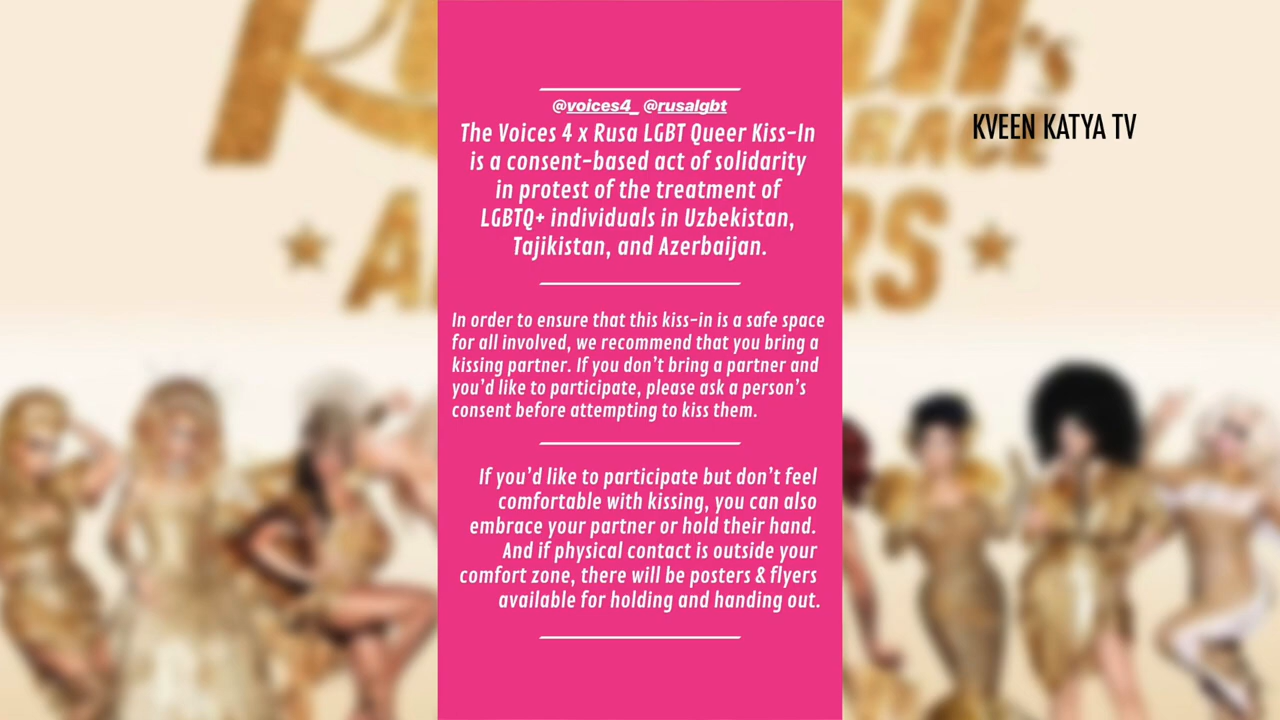 @voices4_ @rusalgbt
The Voices 4 x Rusa LGBT Queer Kiss-In
is a consent-based act of solidarity
in protest of the treatment of
LGBTQ+ individuals in Uzbekistan,
Tajikistan, and Azerbaijan.
In order to ensure that this kiss-in is a safe space
for all involved, we recommend that you bring a
kissing partner. If you don't bring a partner and
you'd like to participate, please ask a person's
consent before attempting to kiss them.
If you'd like to participate but don't feel
comfortable with kissing, you can also
embrace your partner or hold their hand.
And if physical contact is outside your
comfort zone, there will be posters & flyers
available for holding and handing out.
KVEEN KATYA TV